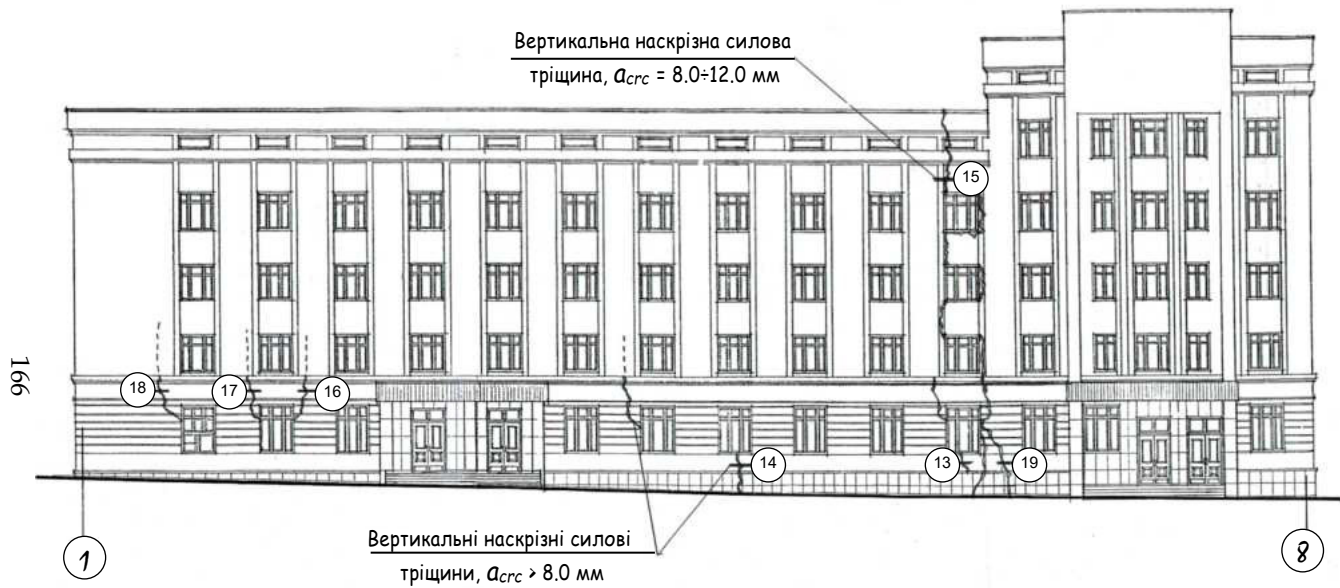 Вертикальна наскрізна силова
тріщина, acrc = 8.0÷12.0 мм
15
18
17
16
166
14
13
19
Вертикальні наскрізні силові
тріщини, acrc > 8.0 мм
1
8